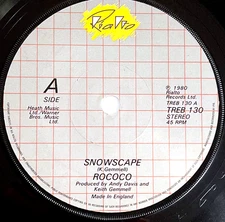 Rialto
A
SIDE
Heath Music
Ltd./Warner
Bros. Music
Ltd.
℗ 1980
Rialto
Records Ltd.
TREB 130 A
TREB 130
STEREO
45 RPM
SNOWSCAPE
(K.Gemmell)
ROCOCO
Produced by Andy Davis and
Keith Gemmell
Made in England